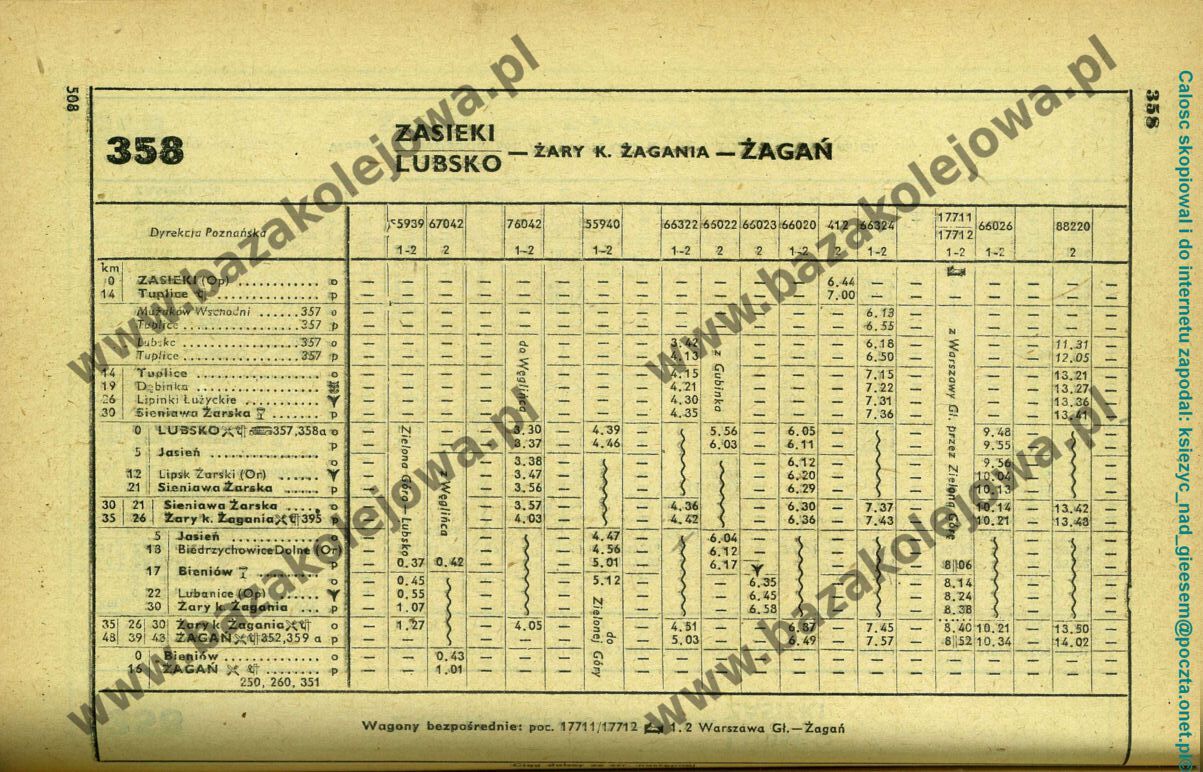 508
358
358
ZASIEKI
LUBSKO — ŻARY K. ŻAGANIA — ŻAGAŃ
Dyrekcja Poznańska 55939 67042 76042 55940 66322 66022 66023 66020 412 66324 17711 17712 66026 88220
1-2 2 1-2 1-2 1-2 2 2 1-2 2 1-2 1-2 1-2 2
km
0 ZASIEKI (Op) o 6.44
14 Tuplice p 7.00
Mużaków Wschodni 357 o 6.13
Tuplice 357 p 6.55
Lubsko 357 o 3.42 6.18 11.31
Tuplice 357 p 4.13 6.50 12.05
14 Tuplice o 4.15 7.15 13.21
19 Dębinka 4.21 7.22 13.27
26 Lipinki Łużyckie 4.30 7.31 13.36
30 Sieniawa Żarska p 4.35 7.36 13.41
0 LUBSKO 357,358a o 3.30 4.39 5.56 6.05 9.48
5 Jasień p 3.37 4.46 6.03 6.11 9.55
o 3.38 6.12 9.56
12 Lipsk Żarski (Or) 3.47 6.20 10.04
21 Sieniawa Żarska p 3.56 6.29 10.13
30 21 Sieniawa Żarska o 3.57 4.36 6.30 7.37 10.14 13.42
35 26 Żary k. Żagania 395 p 4.03 4.42 6.36 7.43 10.21 13.48
5 Jasień o 4.47 6.04
13 Biedrzychowice Dolne (Or) 4.56 6.12
17 Bieniów p 0.37 0.42 5.01 6.17 8 06
o 0.45 5.12 6.35 8.14
22 Lubanice (Op) 0.55 6.45 8.24
30 Żary k. Żagania p 1.07 6.58 8.38
35 26 30 Żary k. Żagania o 1.27 4.05 4.51 6.37 7.45 8.40 10.21 13.50
48 39 43 ŻAGAŃ 352,359 a p 5.03 6.49 7.57 8 52 10.34 14.02
0 Bieniów o 0.43
16 ŻAGAŃ p 1.01
250, 260, 351
Zielona Góra Lubsko
z Węglińca
do Węglińca
do Zielonej Góry
z Gubinka
z Warszawy Gł. przez Zieloną Górę
Wagony bezpośrednie: poc. 17711/17712 1.2 Warszawa Gł.—Żagań
Ciąg dalszy na str. następnej
www.bazakolejowa.pl
www.bazakolejowa.pl
www.bazakolejowa.pl
www.bazakolejowa.pl
Calosc skopiowal i do internetu zapodal: księżyc_nad_gieesem@poczta.onet.pl©